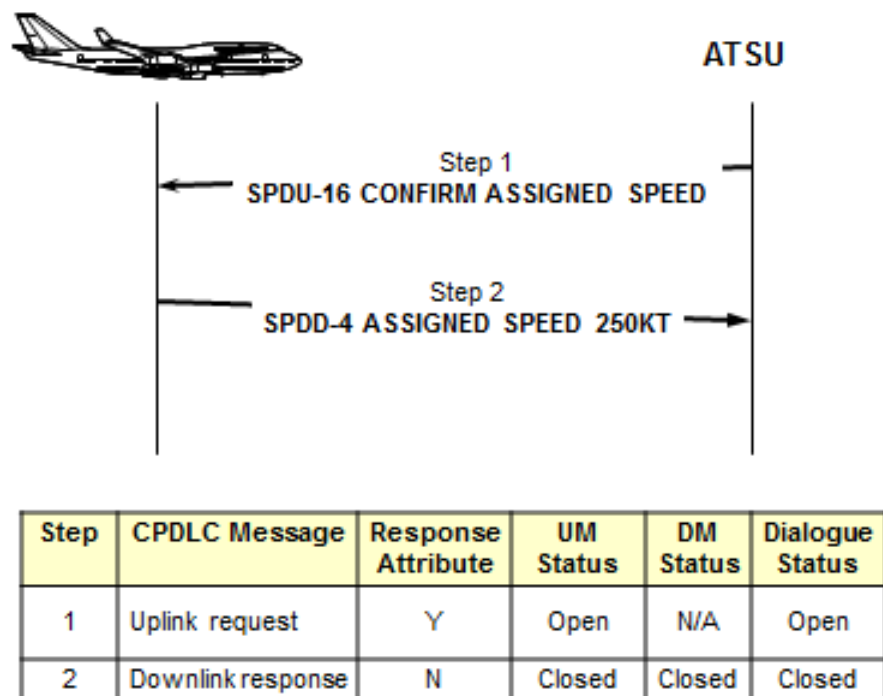 ATSU
Step 1
SPDU-16 CONFIRM ASSIGNED SPEED
Step 2
SPDD-4 ASSIGNED SPEED 250KT
Step CPDLC Message Response Attribute UM Status DM Status Dialogue Status
1 Uplink request Y Open N/A Open
2 Downlink response N Closed Closed Closed